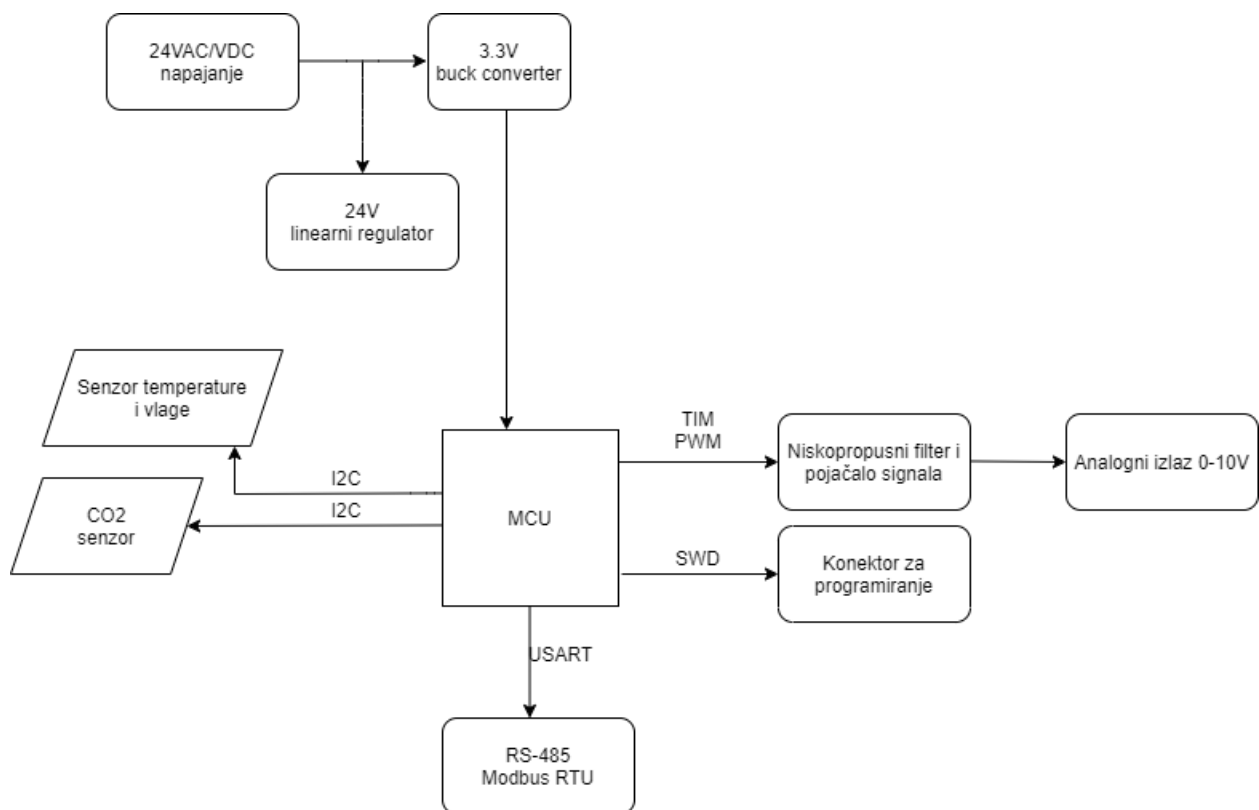 24VAC/VDC
napajanje
3.3V
buck converter
24V
linearni regulator
Senzor temperature
i vlage
CO2
senzor
I2C
I2C
MCU
TIM
PWM
Niskopropusni filter i
pojačalo signala
Analogni izlaz 0-10V
SWD
Konektor za
programiranje
USART
RS-485
Modbus RTU